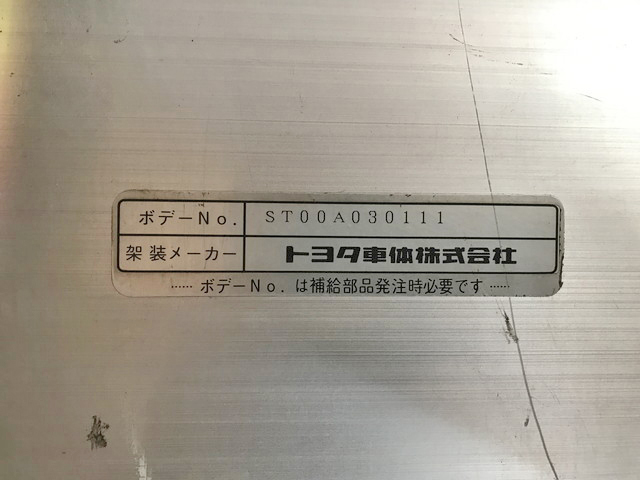 ボデーNo. ST00A030111
架装メーカー トヨタ車体株式会社
……ボデーNo.は補給部品発注時必要です……